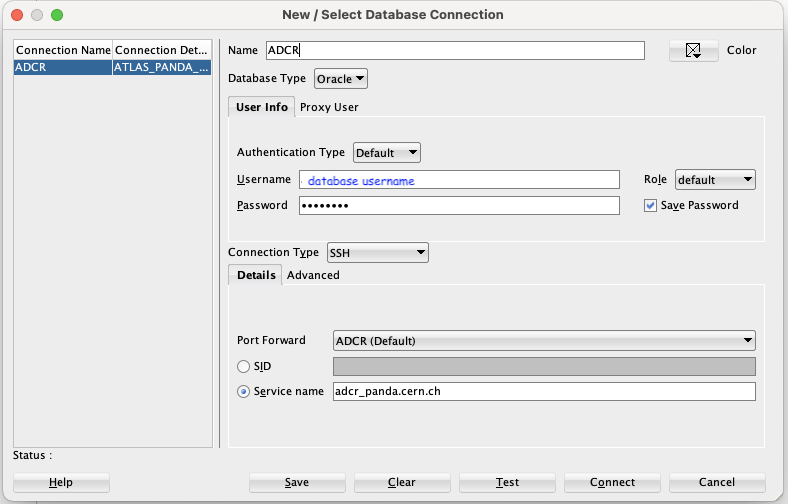 New / Select Database Connection
Connection Name Connection Det...
ADCR ATLAS_PANDA_...
Name ADCR Color
Database Type Oracle
User Info Proxy User
Authentication Type Default
Username database username Role default
Password •••••••• Save Password
Connection Type SSH
Details Advanced
Port Forward ADCR (Default)
SID
Service name adcr_panda.cern.ch
Status :
Help Save Clear Test Connect Cancel